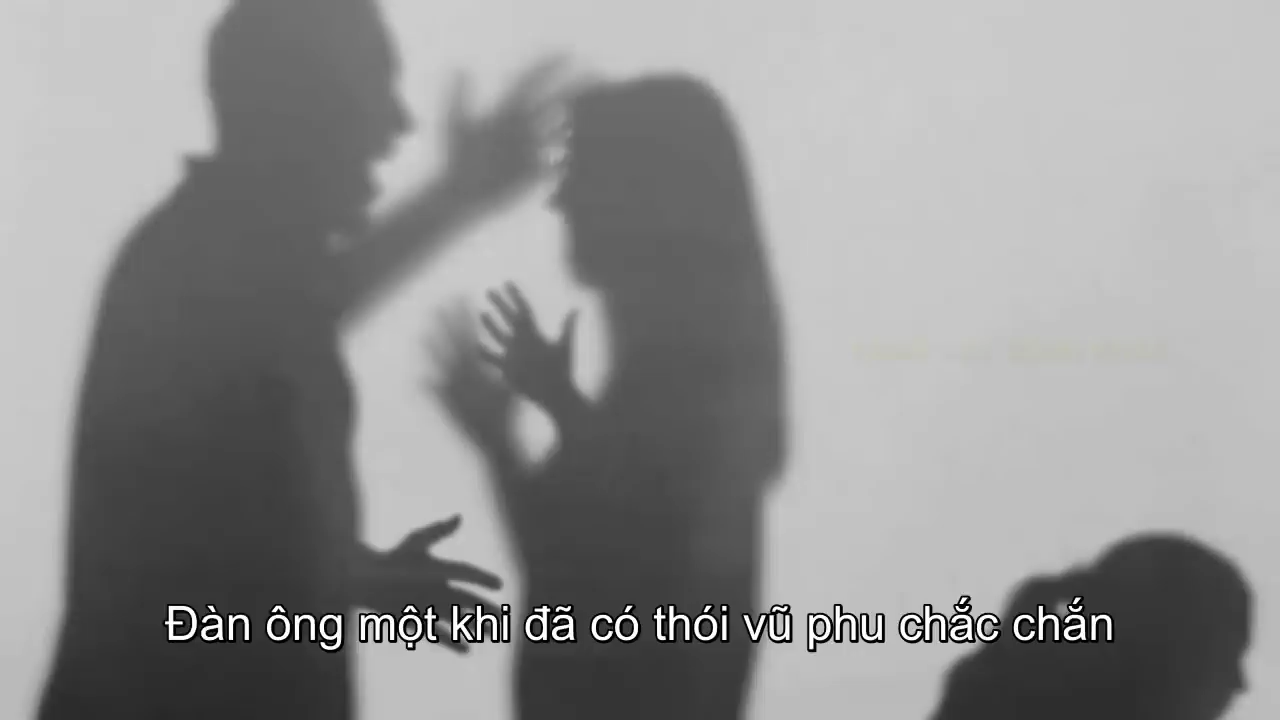 Đàn ông một khi đã có thói vũ phu chắc chắn